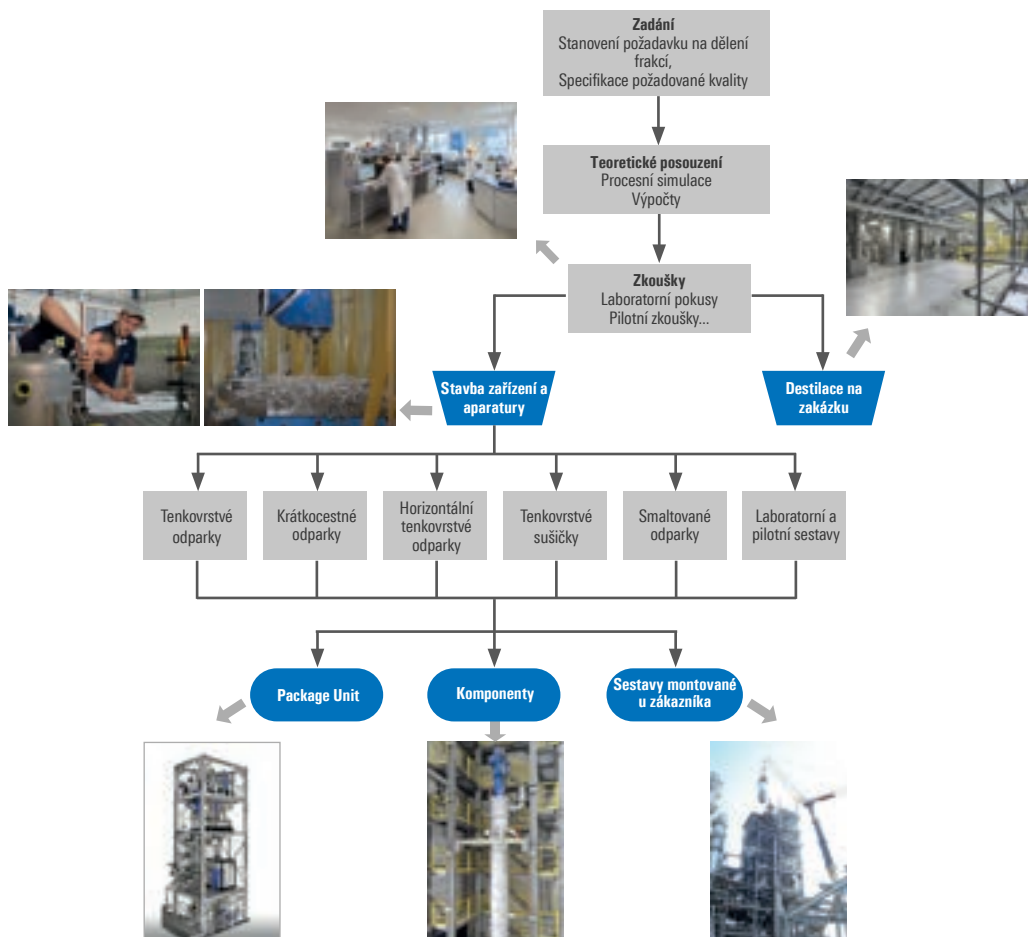 Zadání
Stanovení požadavku na dělení
frakcí,
Specifikace požadované kvality
Teoretické posouzení
Procesní simulace
Výpočty
Zkoušky
Laboratorní pokusy
Pilotní zkoušky...
Stavba zařízení a
aparatury
Destilace na
zakázku
Tenkovrstvé
odparky
Krátkocestné
odparky
Horizontální
tenkovrstvé
odparky
Tenkovrstvé
sušičky
Smaltované
odparky
Laboratorní a
pilotní sestavy
Package Unit
Komponenty
Sestavy montované
u zákazníka